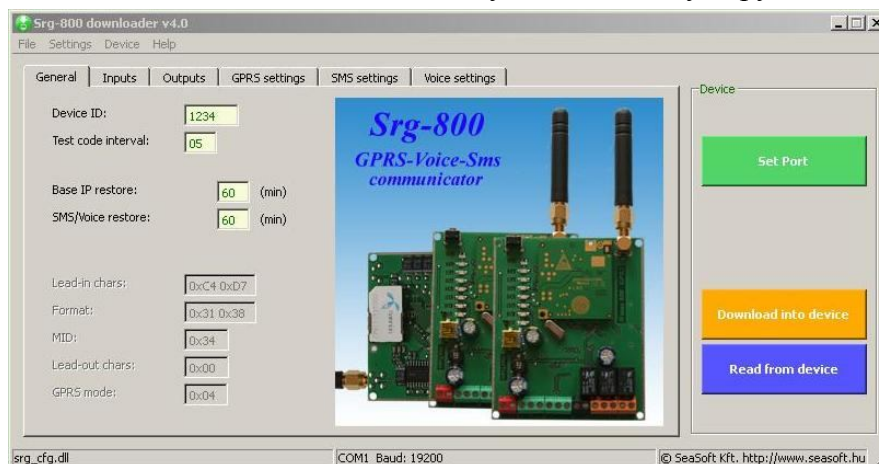 Srg-800 downloader v4.0
File Settings Device Help
General Inputs Outputs GPRS settings SMS settings Voice settings
Device ID: 1234
Test code interval: 05
Base IP restore: 60 (min)
SMS/Voice restore: 60 (min)
Lead-in chars: 0xC4 0xD7
Format: 0x31 0x38
MID: 0x34
Lead-out chars: 0x00
GPRS mode: 0x04
Srg-800
GPRS-Voice-Sms
communicator
Device
Set Port
Download into device
Read from device
srg_cfg.dll
COM1 Baud: 19200
© SeaSoft Kft. http://www.seasoft.hu